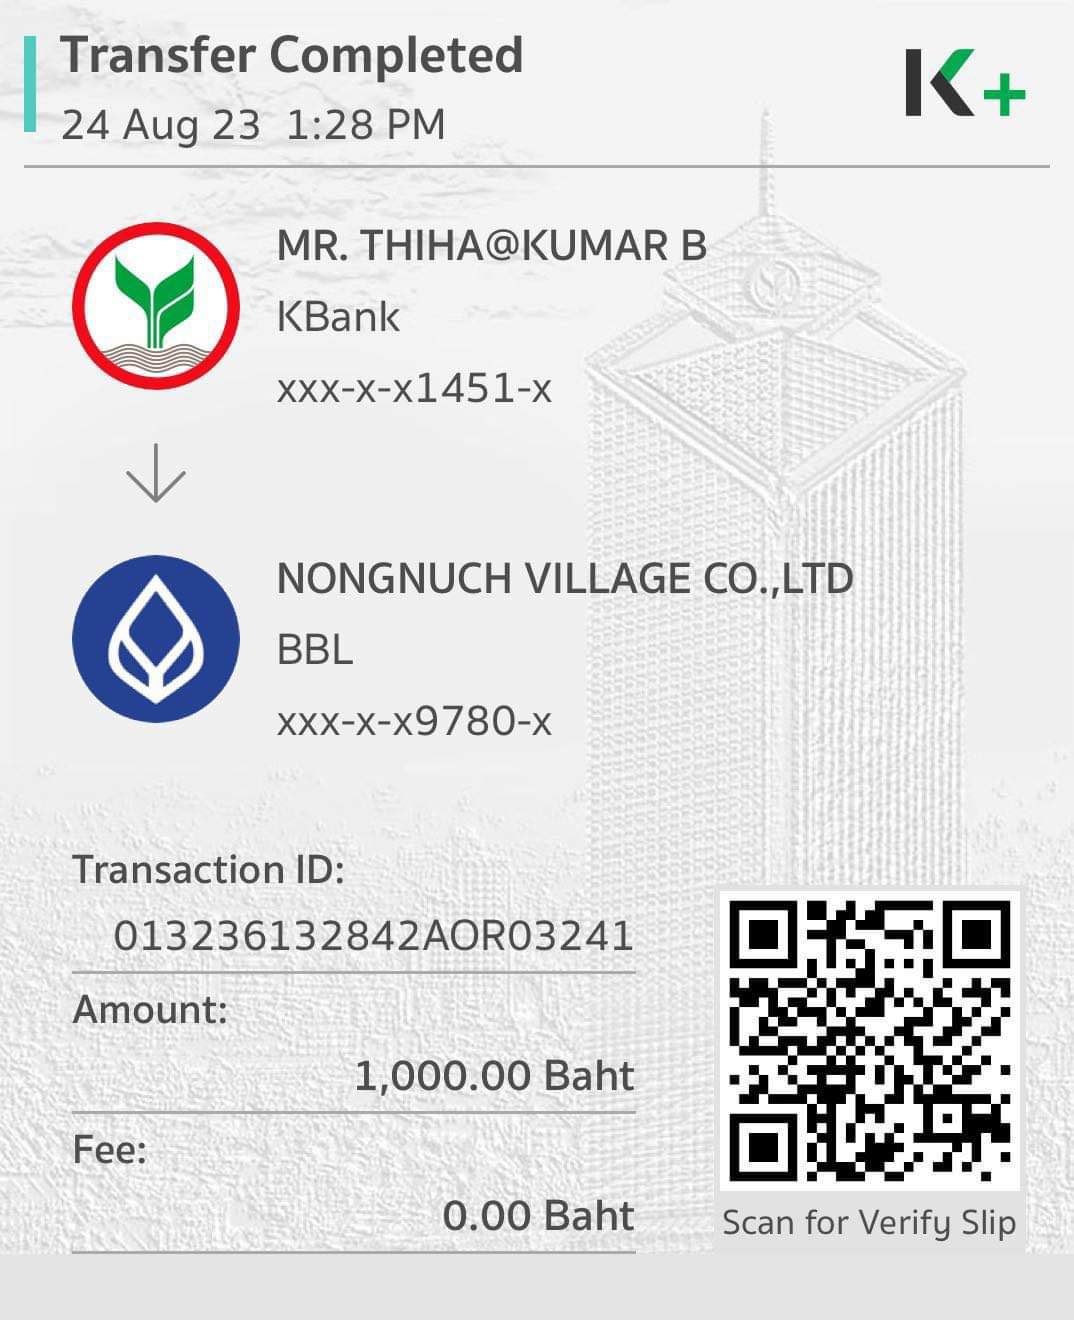 Transfer Completed
24 Aug 23 1:28 PM
K+
MR. THIHA@KUMAR B
KBank
xxx-x-x1451-x
NONGNUCH VILLAGE CO.,LTD
BBL
xxx-x-x9780-x
Transaction ID:
013236132842AOR03241
Amount:
1,000.00 Baht
Fee:
0.00 Baht
Scan for Verify Slip